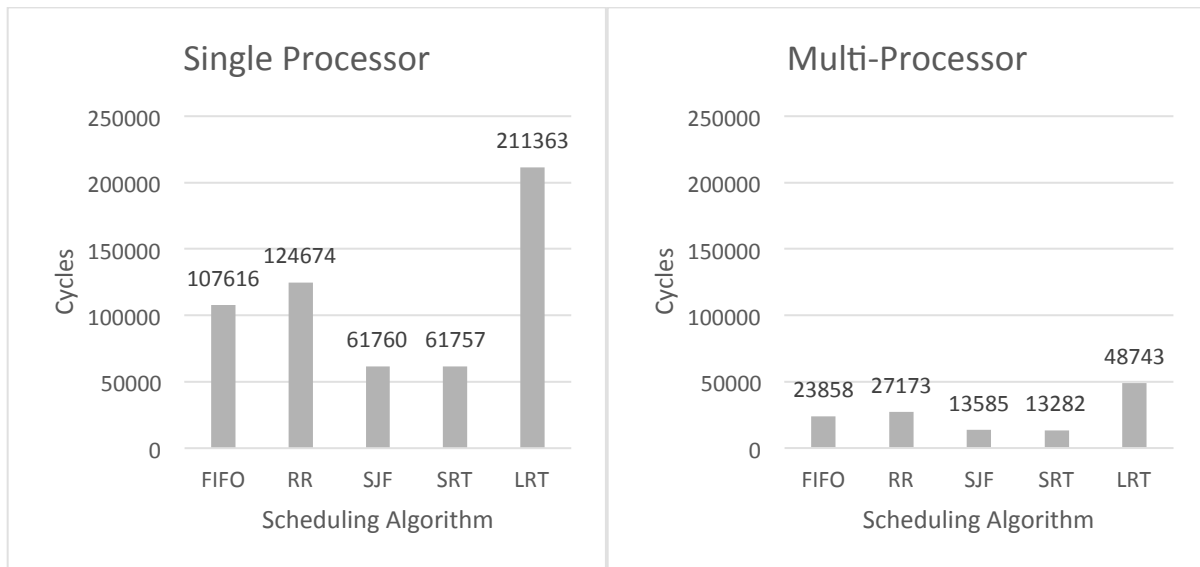 Single Processor
250000
200000
150000
100000
50000
0
Cycles
107616
124674
61760
61757
211363
FIFO RR SJF SRT LRT
Scheduling Algorithm
Multi-Processor
250000
200000
150000
100000
50000
0
Cycles
23858
27173
13585
13282
48743
FIFO RR SJF SRT LRT
Scheduling Algorithm